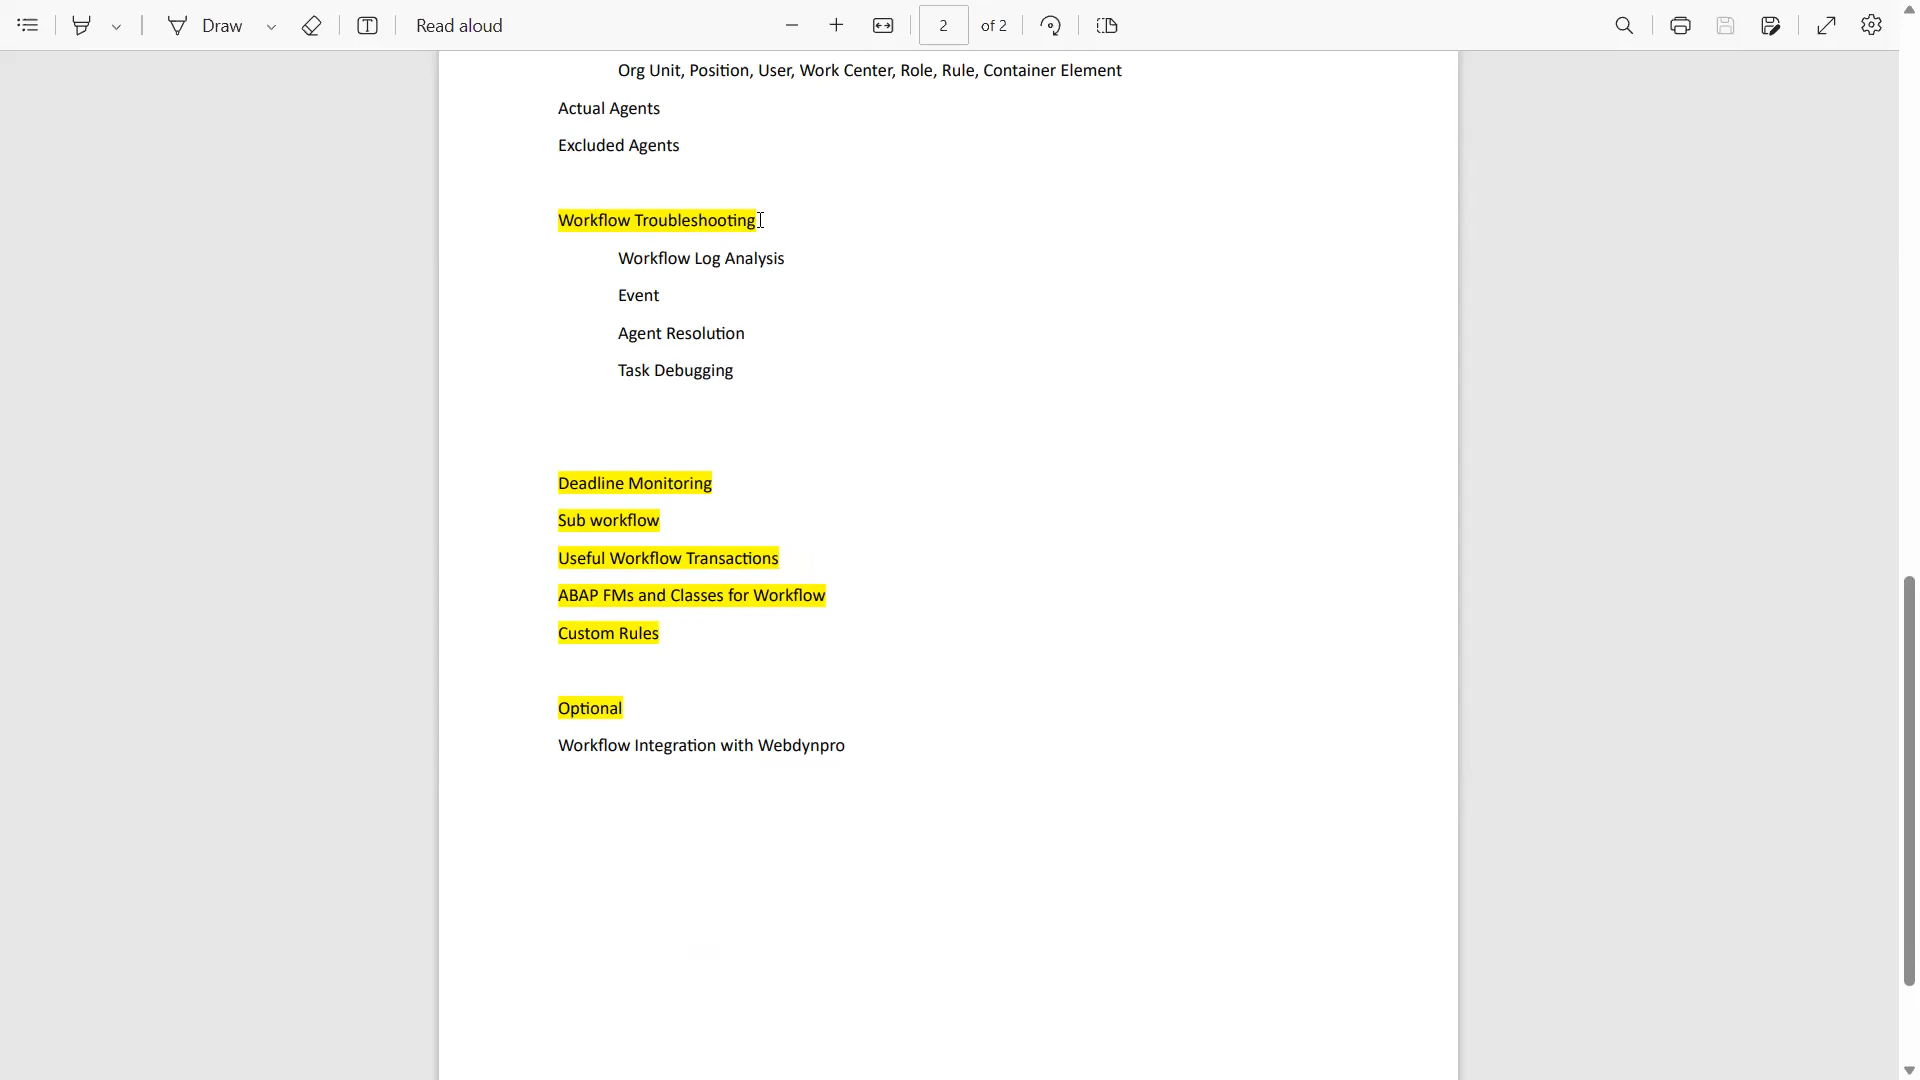 Draw
Read aloud
2
of 2
Org Unit, Position, User, Work Center, Role, Rule, Container Element
Actual Agents
Excluded Agents
Workflow Troubleshooting
Workflow Log Analysis
Event
Agent Resolution
Task Debugging
Deadline Monitoring
Sub workflow
Useful Workflow Transactions
ABAP FMs and Classes for Workflow
Custom Rules
Optional
Workflow Integration with Webdynpro